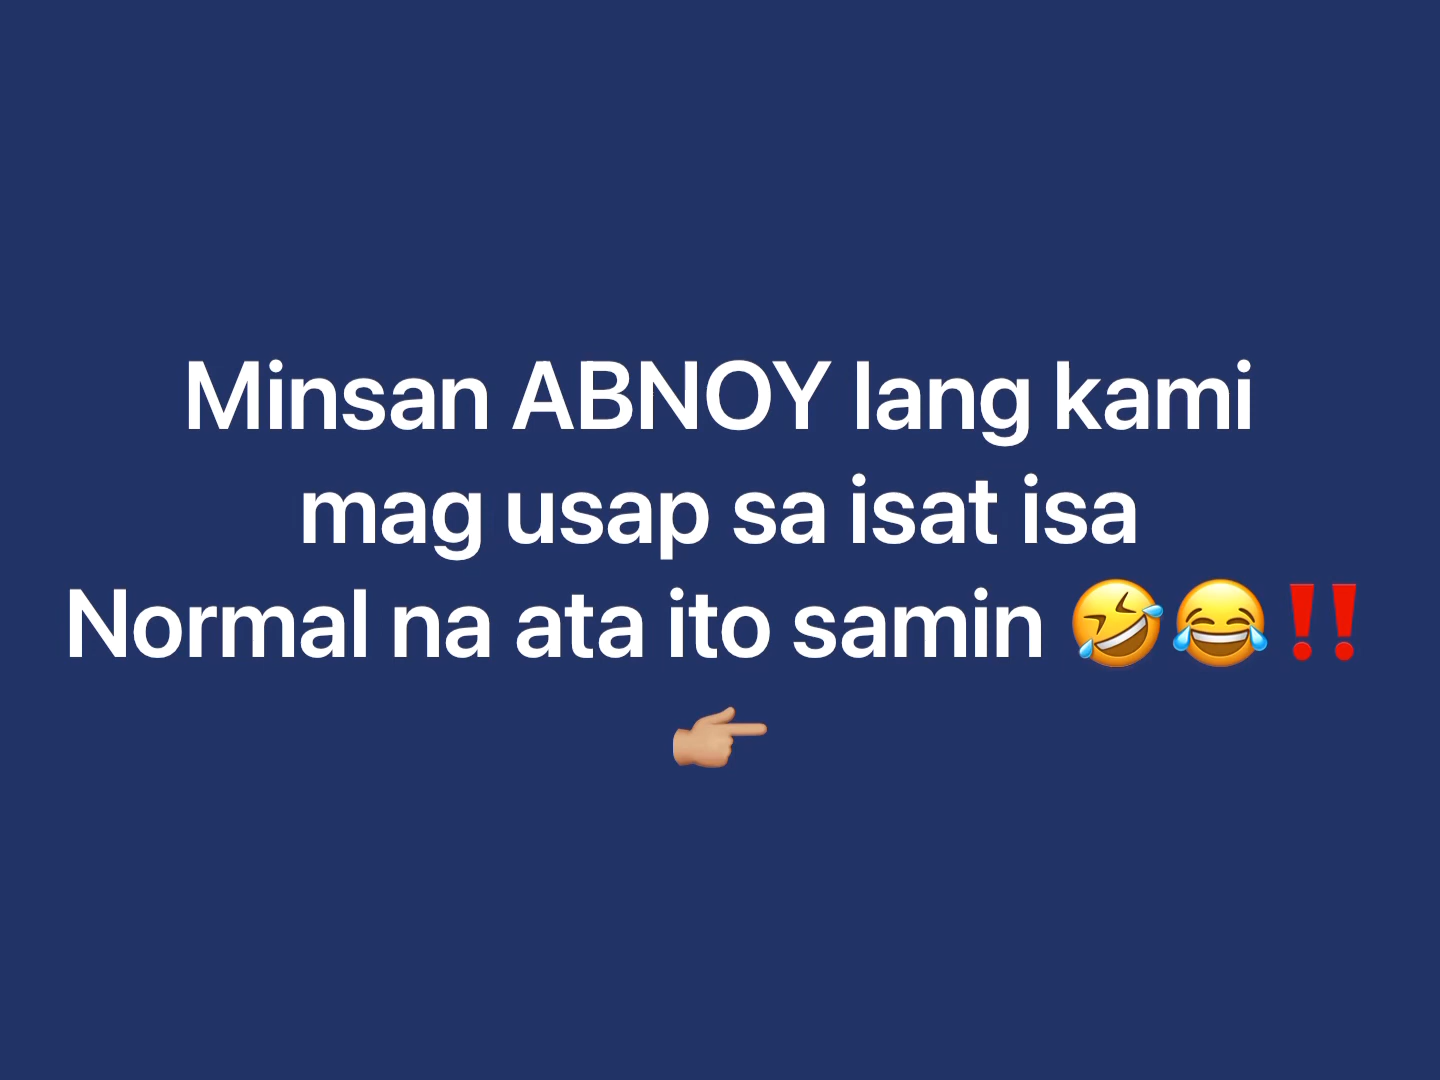 Minsan ABNOY lang kami
mag usap sa isat isa
Normal na ata ito samin 🤣😂‼️
👉🏼